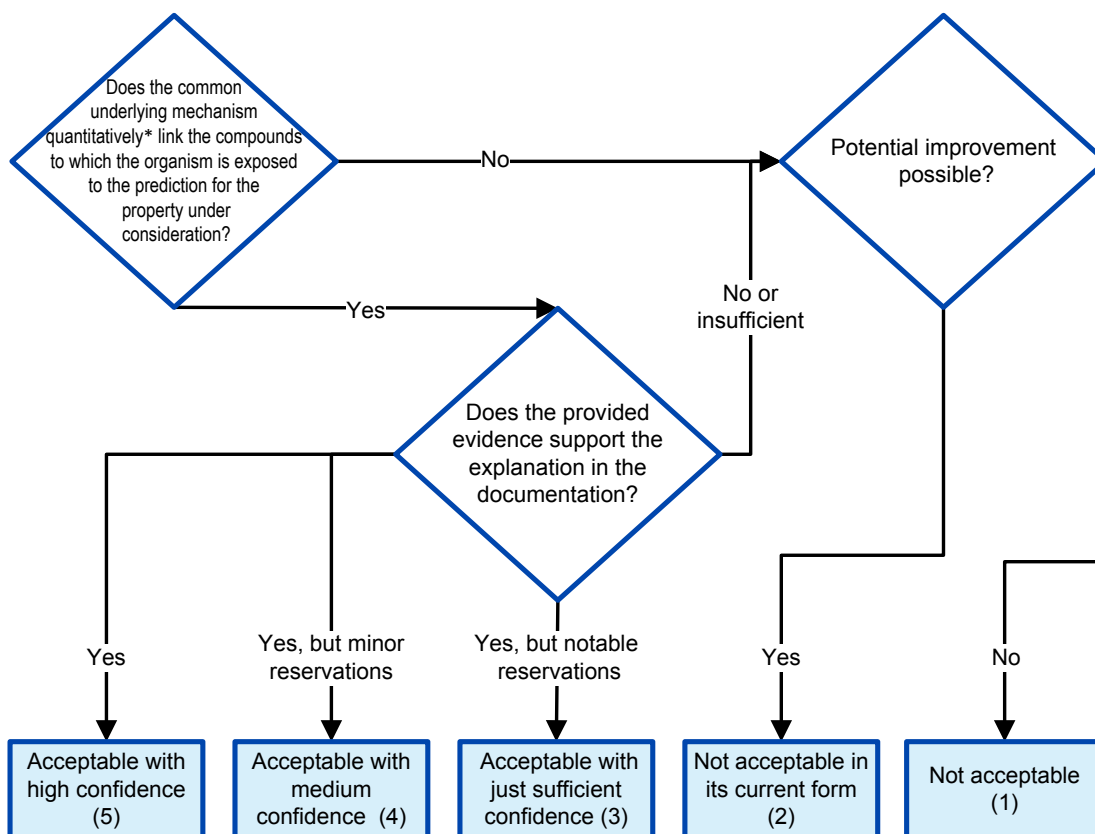 Does the common
underlying mechanism
quantitatively* link the compounds
to which the organism is exposed
to the prediction for the
property under
consideration?
No
Potential improvement
possible?
Yes
No or
insufficient
Does the provided
evidence support the
explanation in the
documentation?
Yes
Yes, but minor
reservations
Yes, but notable
reservations
Yes
No
Acceptable with
high confidence
(5)
Acceptable with
medium
confidence (4)
Acceptable with
just sufficient
confidence (3)
Not acceptable in
its current form
(2)
Not acceptable
(1)